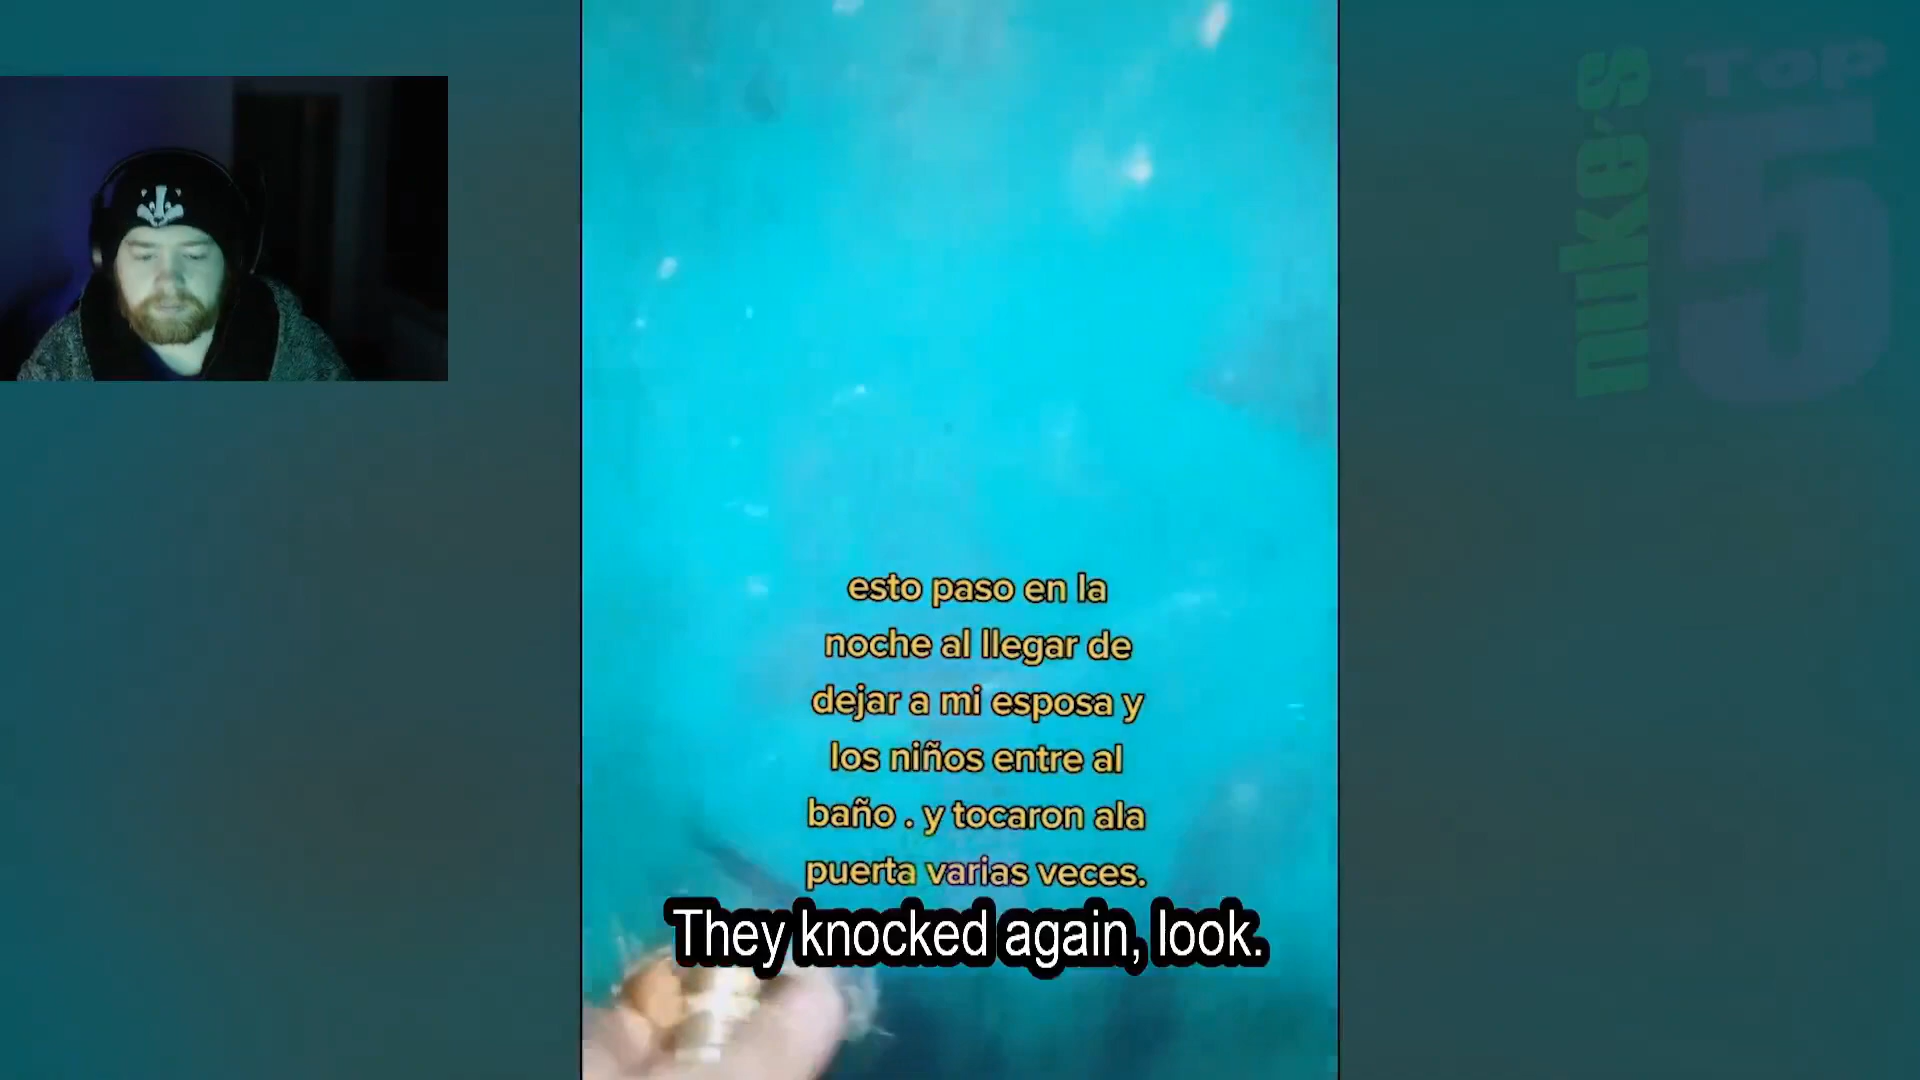 nuke's
TOP
5
esto paso en la
noche al llegar de
dejar a mi esposa y
los niños entre al
baño . y tocaron ala
puerta varias veces.
They knocked again, look.